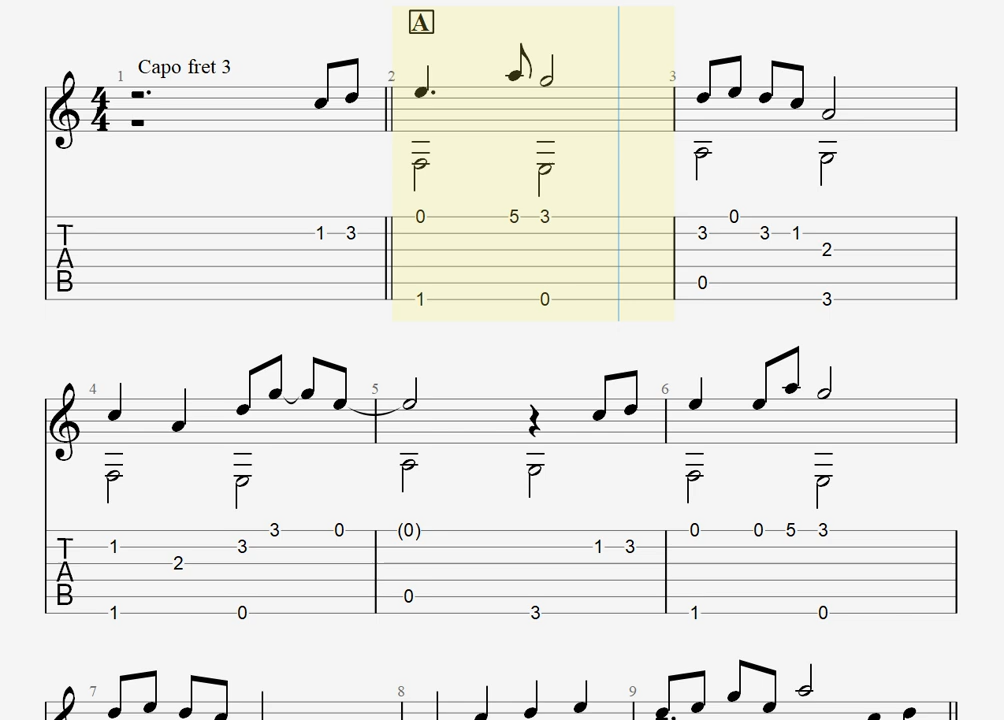 A
1 Capo fret 3 2 3
4 4
0 5 3 0
T 1 3 3 3 1
A 2
B 0
1 0 3
4 5 6
3 0 (0) 0 0 5 3
T 1 3 1 3
A 2
B 0
1 0 3 1 0
7 8 9